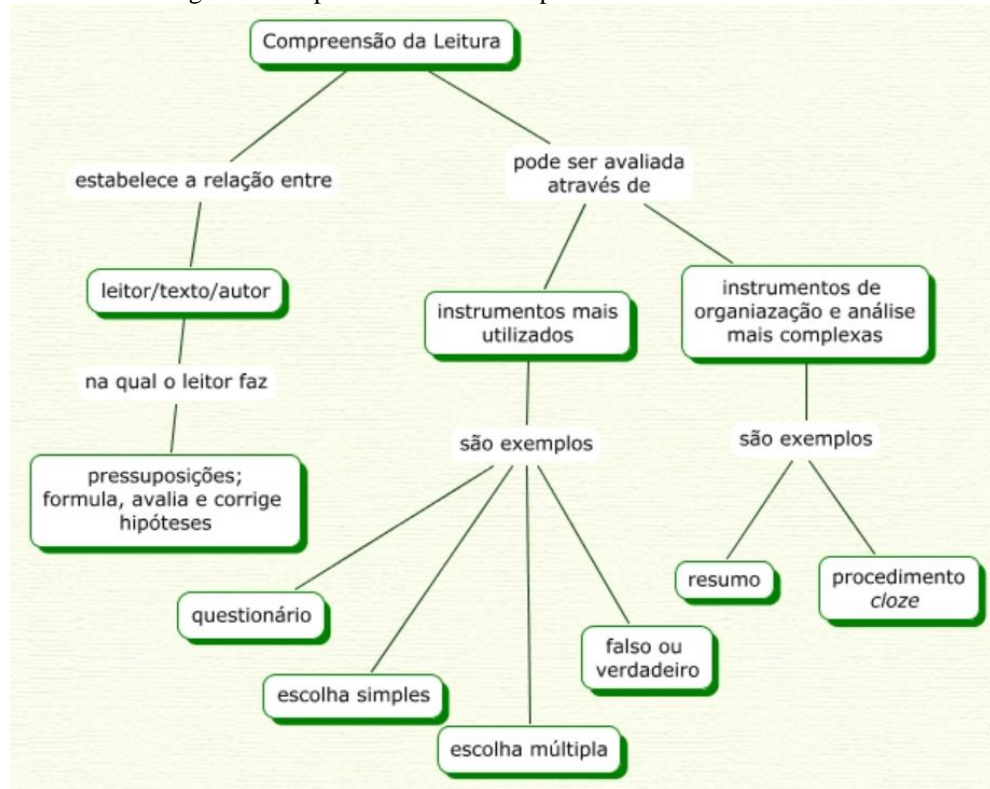 Compreensão da Leitura
estabelece a relação entre
pode ser avaliada
através de
leitor/texto/autor
instrumentos mais
utilizados
instrumentos de
organiazação e análise
mais complexas
na qual o leitor faz
são exemplos
são exemplos
pressuposições;
formula, avalia e corrige
hipóteses
questionário
escolha simples
escolha múltipla
falso ou
verdadeiro
resumo
procedimento
cloze